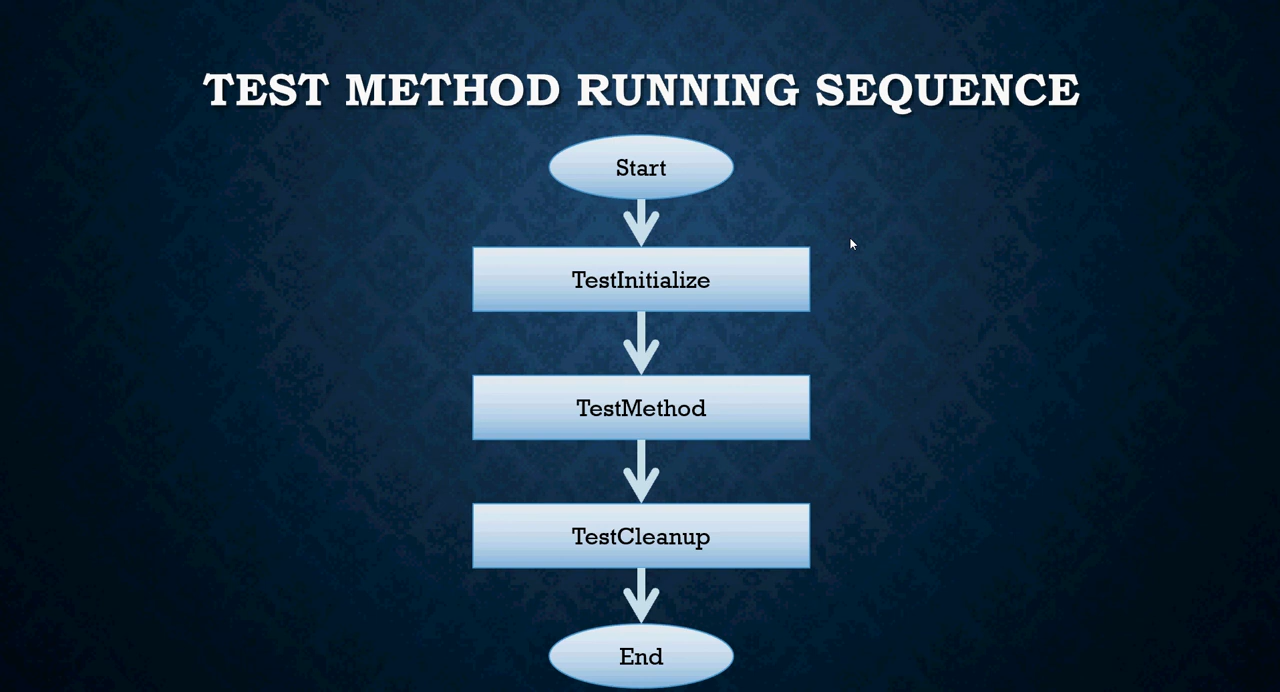 TEST METHOD RUNNING SEQUENCE
Start
TestInitialize
TestMethod
TestCleanup
End